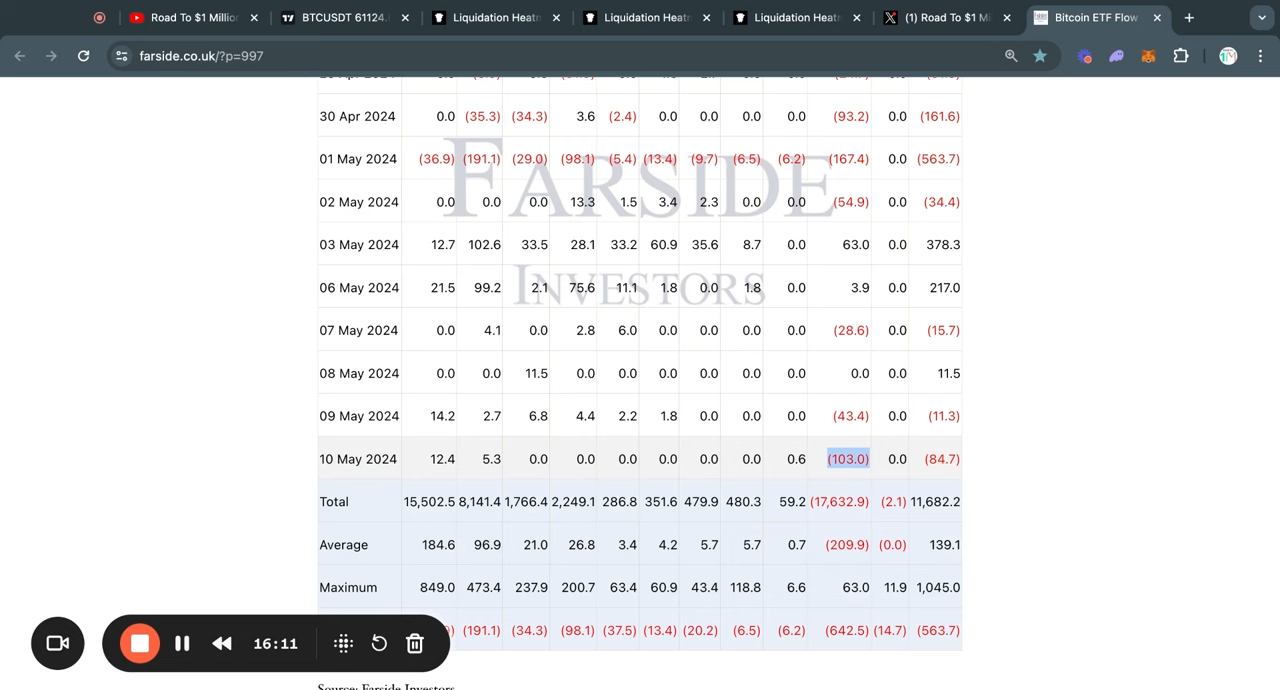 Road To $1 Million
BTCUSDT 61124.
Liquidation Heatm
Liquidation Heatm
Liquidation Heatm
(1) Road To $1 Mi
Bitcoin ETF Flow
farside.co.uk/?p=997
30 Apr 2024 0.0 (35.3) (34.3) 3.6 (2.4) 0.0 0.0 0.0 0.0 (93.2) 0.0 (161.6)
01 May 2024 (36.9) (191.1) (29.0) (98.1) (5.4) (13.4) (9.7) (6.5) (6.2) (167.4) 0.0 (563.7)
FARSIDE
02 May 2024 0.0 0.0 0.0 13.3 1.5 3.4 2.3 0.0 0.0 (54.9) 0.0 (34.4)
03 May 2024 12.7 102.6 33.5 28.1 33.2 60.9 35.6 8.7 0.0 63.0 0.0 378.3
06 May 2024 21.5 99.2 2.1 75.6 11.1 1.8 0.0 1.8 0.0 3.9 0.0 217.0
INVESTORS
07 May 2024 0.0 4.1 0.0 2.8 6.0 0.0 0.0 0.0 0.0 (28.6) 0.0 (15.7)
08 May 2024 0.0 0.0 11.5 0.0 0.0 0.0 0.0 0.0 0.0 0.0 0.0 11.5
09 May 2024 14.2 2.7 6.8 4.4 2.2 1.8 0.0 0.0 0.0 (43.4) 0.0 (11.3)
10 May 2024 12.4 5.3 0.0 0.0 0.0 0.0 0.0 0.0 0.6 (103.0) 0.0 (84.7)
Total 15,502.5 8,141.4 1,766.4 2,249.1 286.8 351.6 479.9 480.3 59.2 (17,632.9) (2.1) 11,682.2
Average 184.6 96.9 21.0 26.8 3.4 4.2 5.7 5.7 0.7 (209.9) (0.0) 139.1
Maximum 849.0 473.4 237.9 200.7 63.4 60.9 43.4 118.8 6.6 63.0 11.9 1,045.0
(191.1) (34.3) (98.1) (37.5) (13.4) (20.2) (6.5) (6.2) (642.5) (14.7) (563.7)
16:11
Source: Farside Investors